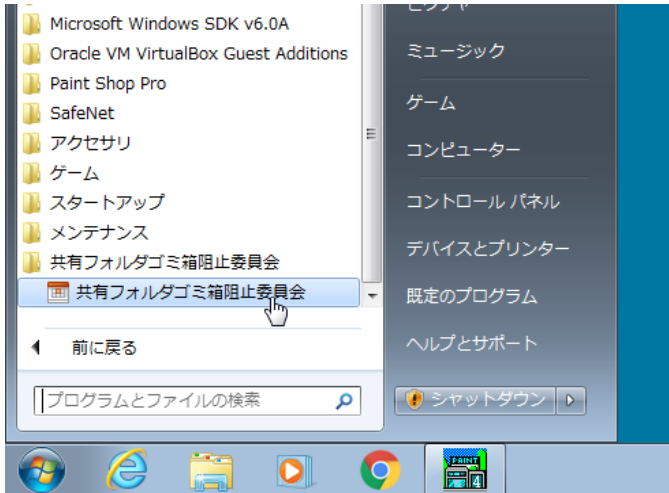 Microsoft Windows SDK v6.0A
Oracle VM VirtualBox Guest Additions
Paint Shop Pro
SafeNet
アクセサリ
ゲーム
スタートアップ
メンテナンス
共有フォルダゴミ箱阻止委員会
共有フォルダゴミ箱阻止委員会
前に戻る
プログラムとファイルの検索
ミュージック
ゲーム
コンピューター
コントロール パネル
デバイスとプリンター
既定のプログラム
ヘルプとサポート
シャットダウン
PAINT
4